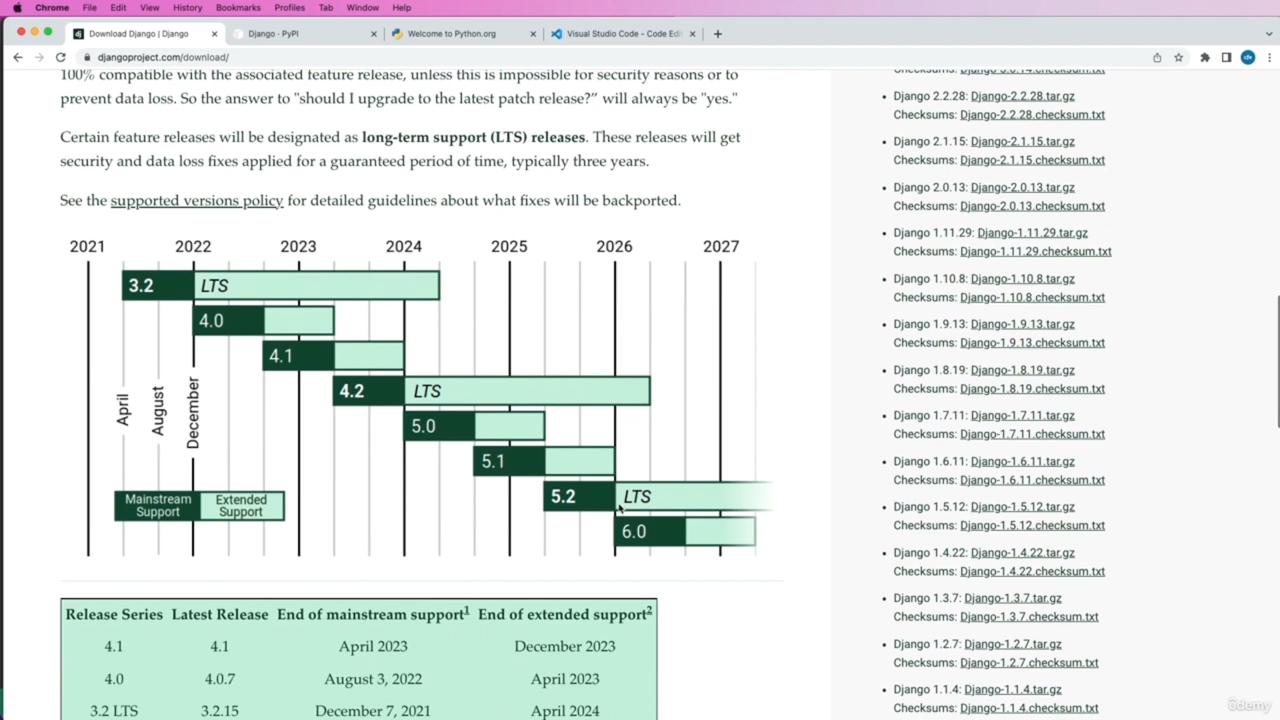 Chrome File Edit View History Bookmarks Profiles Tab Window Help
Download Django | Django
Django · PyPI
Welcome to Python.org
Visual Studio Code - Code Edi
djangoproject.com/download/
100% compatible with the associated feature release, unless this is impossible for security reasons or to
prevent data loss. So the answer to "should I upgrade to the latest patch release?” will always be "yes."
Certain feature releases will be designated as long-term support (LTS) releases. These releases will get
security and data loss fixes applied for a guaranteed period of time, typically three years.
See the supported versions policy for detailed guidelines about what fixes will be backported.
2021 2022 2023 2024 2025 2026 2027
3.2 LTS
4.0
4.1
4.2 LTS
5.0
5.1
5.2 LTS
6.0
April
August
December
Mainstream
Support
Extended
Support
Release Series Latest Release End of mainstream support1 End of extended support2
4.1 4.1 April 2023 December 2023
4.0 4.0.7 August 3, 2022 April 2023
3.2 LTS 3.2.15 December 7, 2021 April 2024
Checksums: Django-3.0.14.checksum.txt
• Django 2.2.28: Django-2.2.28.tar.gz
Checksums: Django-2.2.28.checksum.txt
• Django 2.1.15: Django-2.1.15.tar.gz
Checksums: Django-2.1.15.checksum.txt
• Django 2.0.13: Django-2.0.13.tar.gz
Checksums: Django-2.0.13.checksum.txt
• Django 1.11.29: Django-1.11.29.tar.gz
Checksums: Django-1.11.29.checksum.txt
• Django 1.10.8: Django-1.10.8.tar.gz
Checksums: Django-1.10.8.checksum.txt
• Django 1.9.13: Django-1.9.13.tar.gz
Checksums: Django-1.9.13.checksum.txt
• Django 1.8.19: Django-1.8.19.tar.gz
Checksums: Django-1.8.19.checksum.txt
• Django 1.7.11: Django-1.7.11.tar.gz
Checksums: Django-1.7.11.checksum.txt
• Django 1.6.11: Django-1.6.11.tar.gz
Checksums: Django-1.6.11.checksum.txt
• Django 1.5.12: Django-1.5.12.tar.gz
Checksums: Django-1.5.12.checksum.txt
• Django 1.4.22: Django-1.4.22.tar.gz
Checksums: Django-1.4.22.checksum.txt
• Django 1.3.7: Django-1.3.7.tar.gz
Checksums: Django-1.3.7.checksum.txt
• Django 1.2.7: Django-1.2.7.tar.gz
Checksums: Django-1.2.7.checksum.txt
• Django 1.1.4: Django-1.1.4.tar.gz
Checksums: Django-1.1.4.checksum.txt
ûdemy